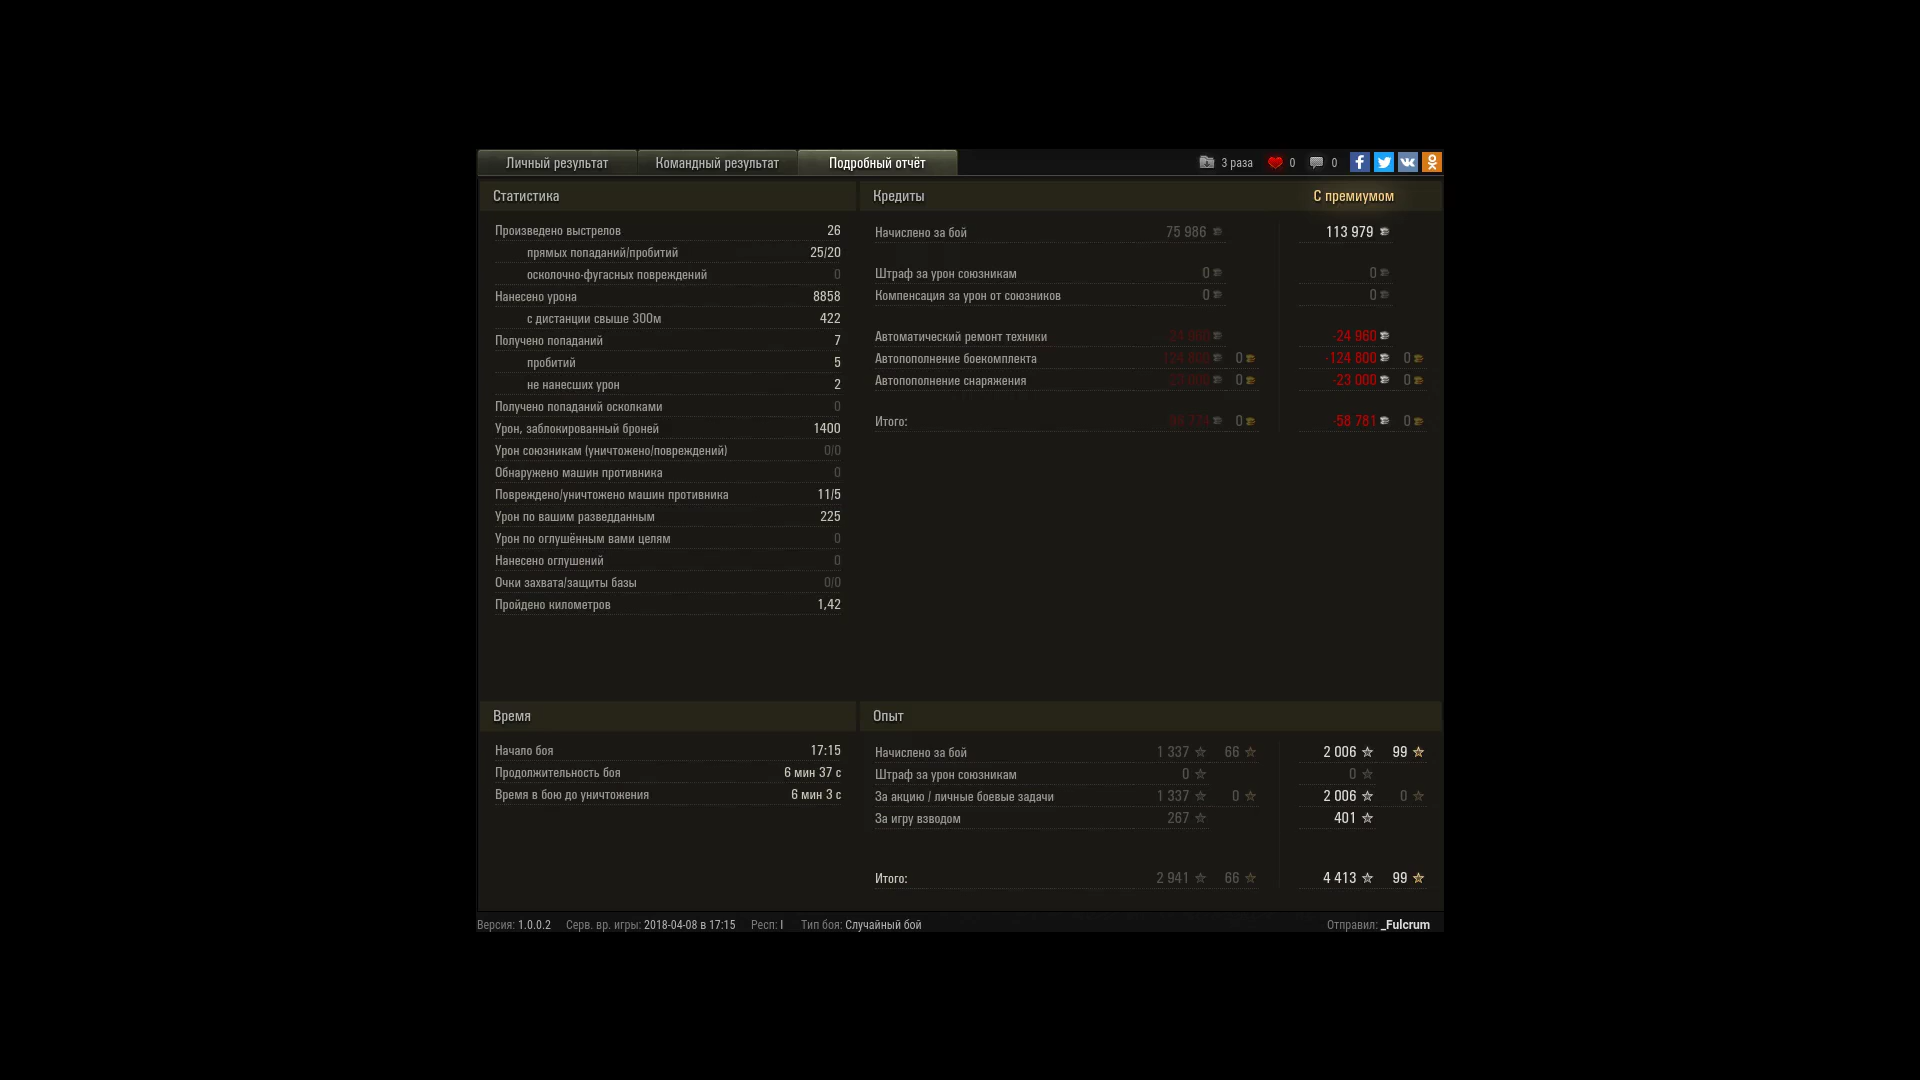 Личный результат Командный результат Подробный отчёт 3 раза 0 0
Статистика
Произведено выстрелов 26
прямых попаданий/пробитий 25/20
осколочно-фугасных повреждений 0
Нанесено урона 8858
с дистанции свыше 300м 422
Получено попаданий 7
пробитий 5
не нанесших урон 2
Получено попаданий осколками 0
Урон, заблокированный броней 1400
Урон союзникам (уничтожено/повреждений) 0/0
Обнаружено машин противника 0
Повреждено/уничтожено машин противника 11/5
Урон по вашим разведданным 225
Урон по оглушённым вами целям 0
Нанесено оглушений 0
Очки захвата/защиты базы 0/0
Пройдено километров 1,42
Кредиты С премиумом
Начислено за бой 75 986 113 979
Штраф за урон союзникам 0 0
Компенсация за урон от союзников 0 0
Автоматический ремонт техники -24 960 -24 960
Автопополнение боекомплекта -124 800 0 -124 800 0
Автопополнение снаряжения -23 000 0 -23 000 0
Итого: 0 -58 781 0
Время
Начало боя 17:15
Продолжительность боя 6 мин 37 с
Время в бою до уничтожения 6 мин 3 с
Опыт
Начислено за бой 1 337 66 2 006 99
Штраф за урон союзникам 0 0
За акцию / личные боевые задачи 1 337 0 2 006 0
За игру взводом 267 401
Итого: 2 941 66 4 413 99
Версия: 1.0.0.2 Серв. вр. игры: 2018-04-08 в 17:15 Респ: I Тип боя: Случайный бой Отправил: _Fulcrum